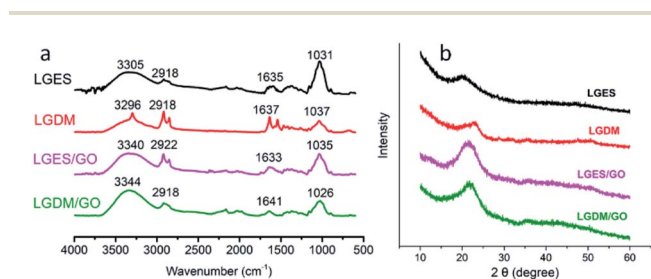 a
LGES
3305
2918
1635
1031
LGDM
3296
2918
1637
1037
LGES/GO
3340
2922
1633
1035
LGDM/GO
3344
2918
1641
1026
4000 3500 3000 2500 2000 1500 1000 500
Wavenumber (cm⁻¹)
b
Intensity
LGES
LGDM
LGES/GO
LGDM/GO
10 20 30 40 50 60
2 θ (degree)